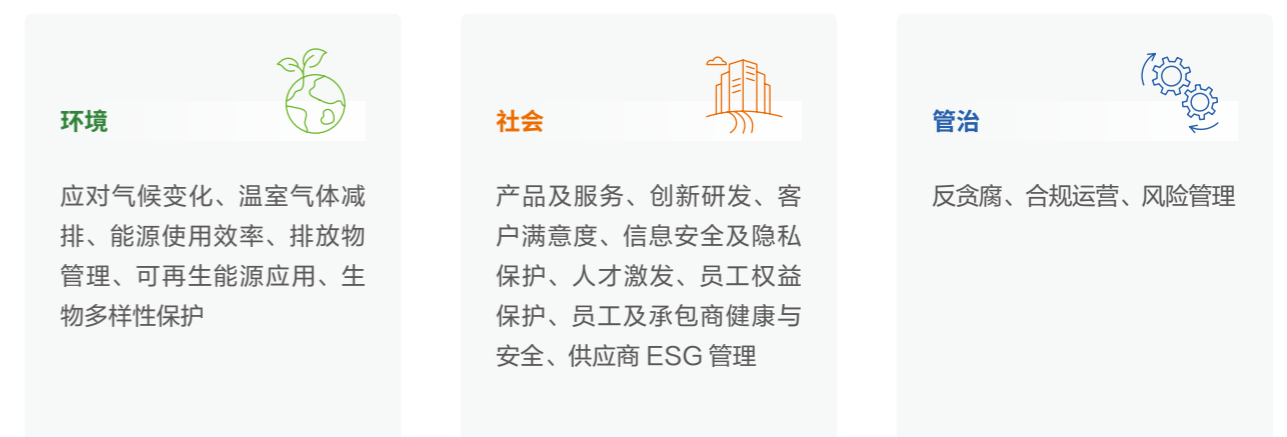 环境
应对气候变化、温室气体减
排、能源使用效率、排放物
管理、可再生能源应用、生
物多样性保护
社会
产品及服务、创新研发、客
户满意度、信息安全及隐私
保护、人才激发、员工权益
保护、员工及承包商健康与
安全、供应商 ESG 管理
管治
反贪腐、合规运营、风险管理